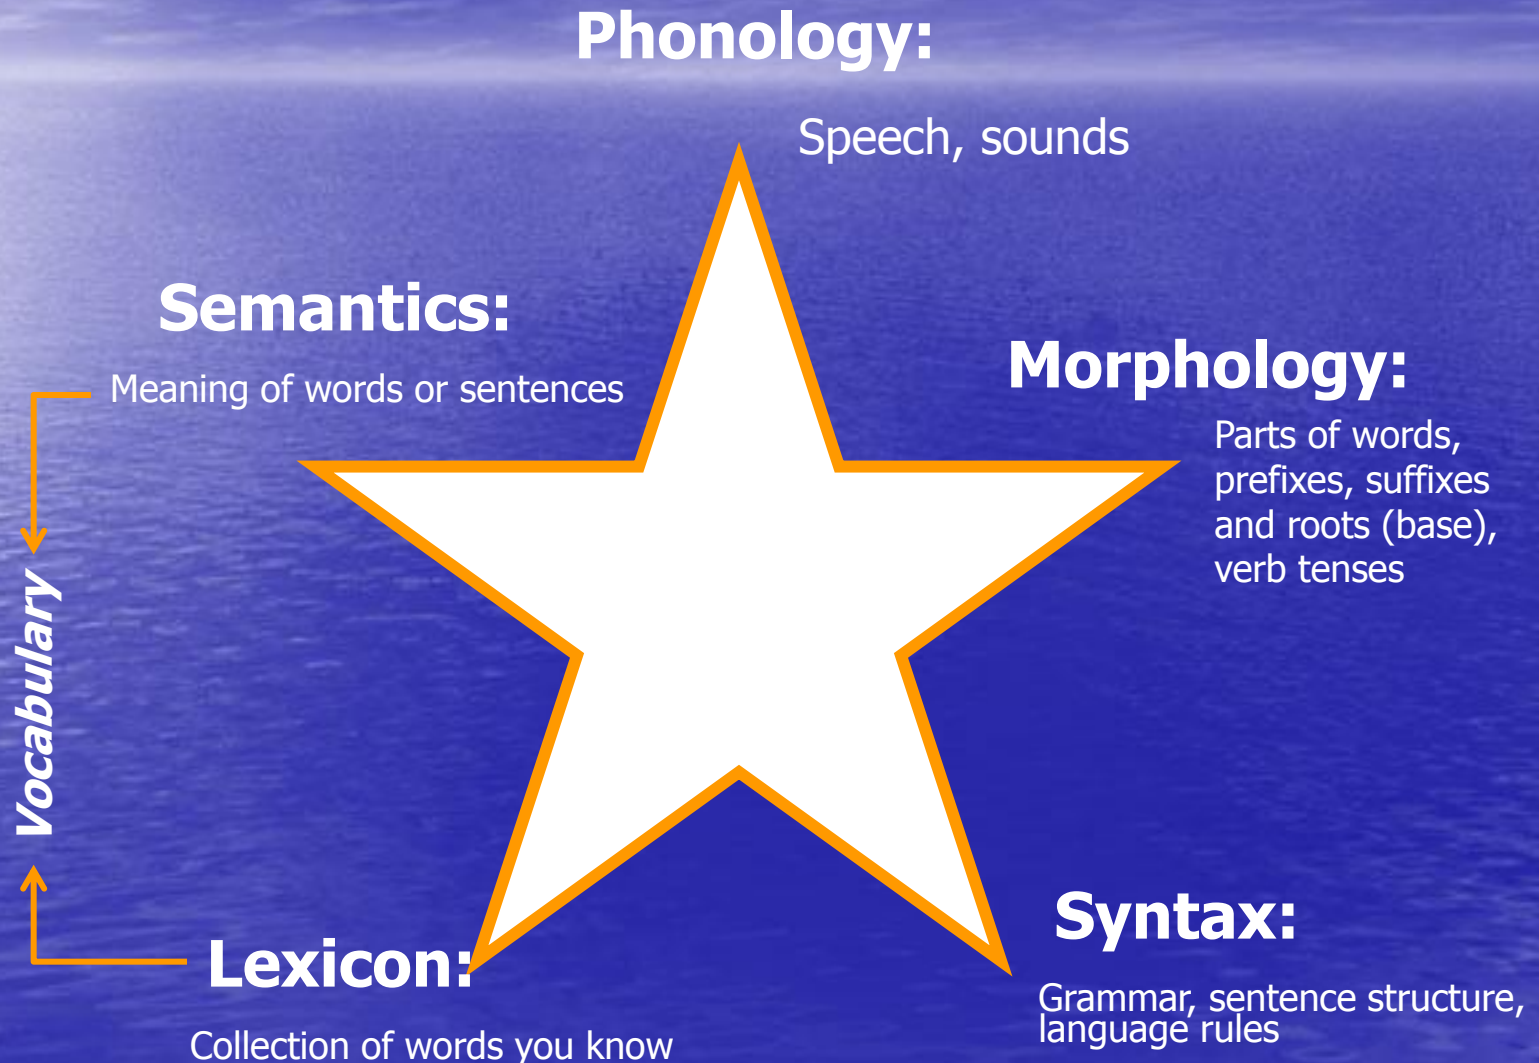 Phonology:
Speech, sounds
Semantics:
Meaning of words or sentences
Morphology:
Parts of words,
prefixes, suffixes
and roots (base),
verb tenses
Vocabulary
Lexicon:
Collection of words you know
Syntax:
Grammar, sentence structure,
language rules